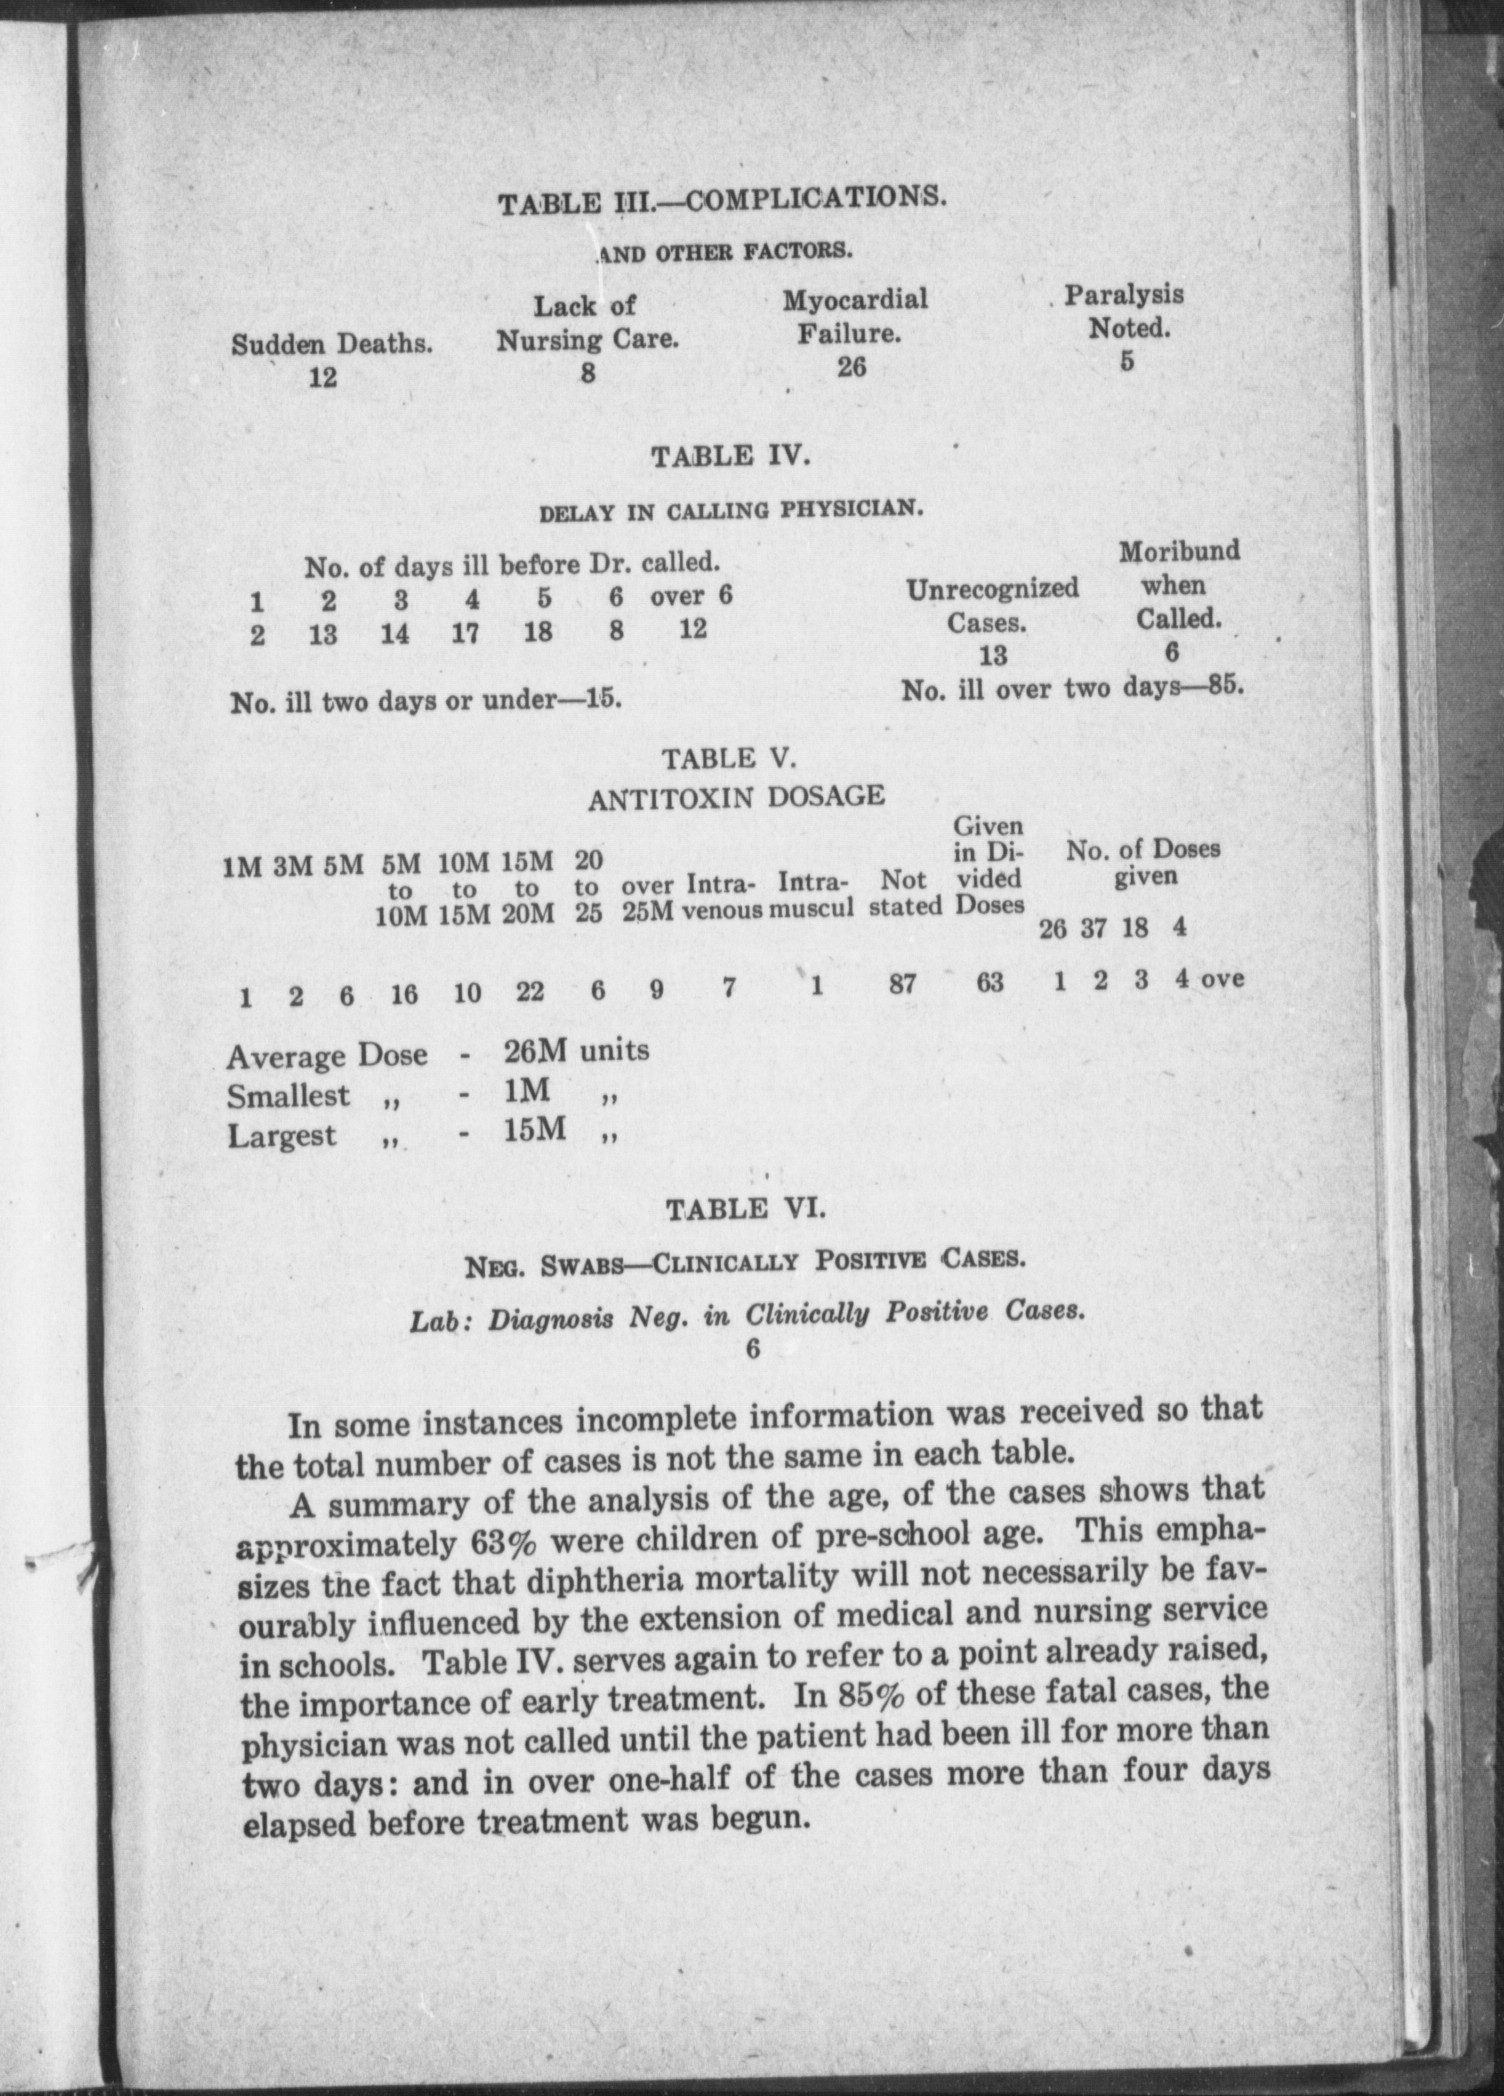 TABLE III.—COMPLICATIONS.
AND OTHER FACTORS.
Lack of Myocardial Paralysis
Sudden Deaths. Nursing Care. Failure. Noted.
12 8 26 5
TABLE IV.
DELAY IN CALLING PHYSICIAN.
No. of days ill before Dr. called. Moribund
1 2 3 4 5 6 over 6 Unrecognized when
2 13 14 17 18 8 12 Cases. Called.
13 6
No. ill two days or under—15. No. ill over two days—85.
TABLE V.
ANTITOXIN DOSAGE
Given
1M 3M 5M 5M 10M 15M 20 in Di- No. of Doses
to to to to over Intra- Intra- Not vided given
10M 15M 20M 25 25M venous muscul stated Doses
26 37 18 4
1 2 6 16 10 22 6 9 7 1 87 63 1 2 3 4 ove
Average Dose - 26M units
Smallest „ - 1M „
Largest „ - 15M „
TABLE VI.
NEG. SWABS—CLINICALLY POSITIVE CASES.
Lab: Diagnosis Neg. in Clinically Positive Cases.
6
In some instances incomplete information was received so that
the total number of cases is not the same in each table.
A summary of the analysis of the age, of the cases shows that
approximately 63% were children of pre-school age. This empha-
sizes the fact that diphtheria mortality will not necessarily be fav-
ourably influenced by the extension of medical and nursing service
in schools. Table IV. serves again to refer to a point already raised,
the importance of early treatment. In 85% of these fatal cases, the
physician was not called until the patient had been ill for more than
two days: and in over one-half of the cases more than four days
elapsed before treatment was begun.